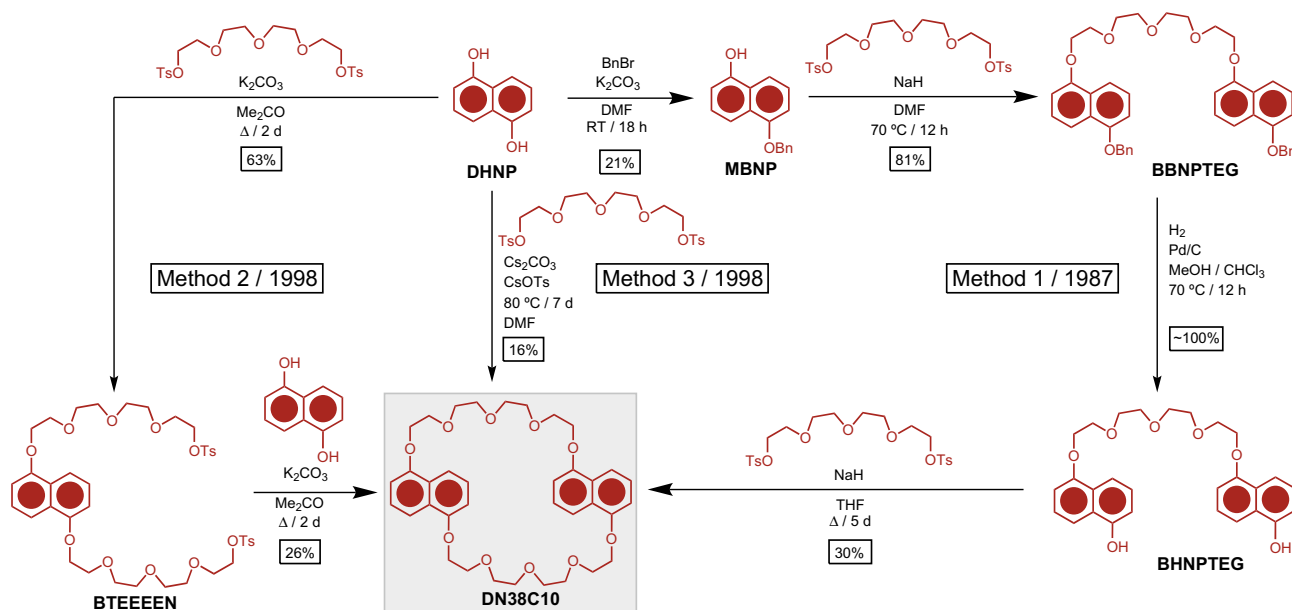 O
O
O
TsO
OTs
K2CO3
Me2CO
Δ / 2 d
63%
OH
OH
DHNP
BnBr
K2CO3
DMF
RT / 18 h
21%
OH
OBn
MBNP
O
O
O
TsO
OTs
NaH
DMF
70 ºC / 12 h
81%
O
O
O
O
O
OBn
OBn
BBNPTEG
Method 2 / 1998
O
O
O
TsO
OTs
Cs2CO3
CsOTs
80 ºC / 7 d
DMF
16%
Method 3 / 1998
Method 1 / 1987
H2
Pd/C
MeOH / CHCl3
70 ºC / 12 h
~100%
O
O
O
OTs
O
O
O
O
O
OTs
BTEEEEN
OH
OH
K2CO3
Me2CO
Δ / 2 d
26%
O
O
O
O
O
O
O
O
O
O
DN38C10
O
O
O
TsO
OTs
NaH
THF
Δ / 5 d
30%
O
O
O
O
O
OH
OH
BHNPTEG